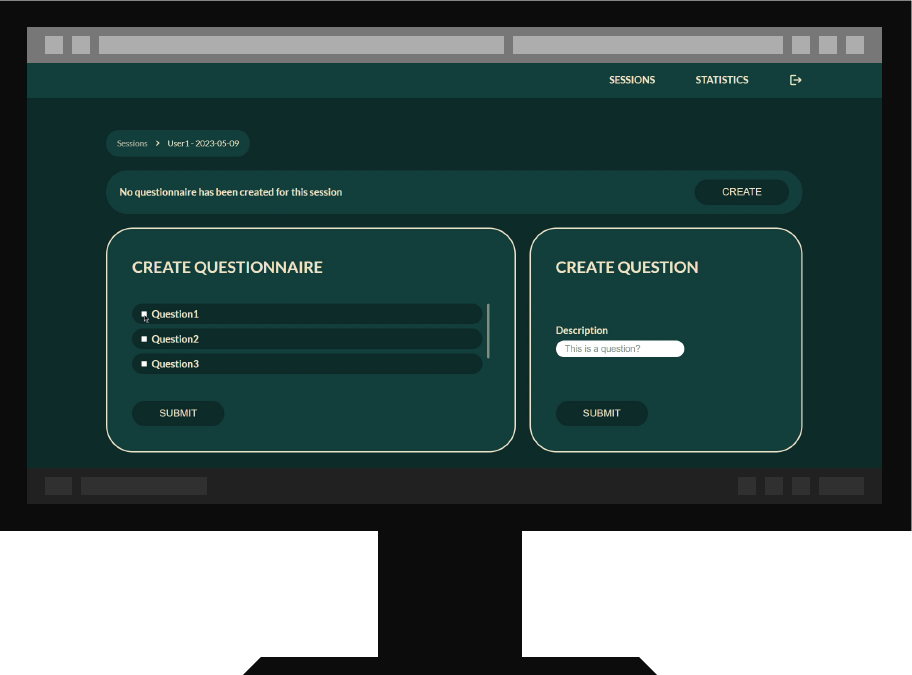 SESSIONS STATISTICS
Sessions > User1 - 2023-05-09
No questionnaire has been created for this session CREATE
CREATE QUESTIONNAIRE
Question1
Question2
Question3
SUBMIT
CREATE QUESTION
Description
This is a question?
SUBMIT